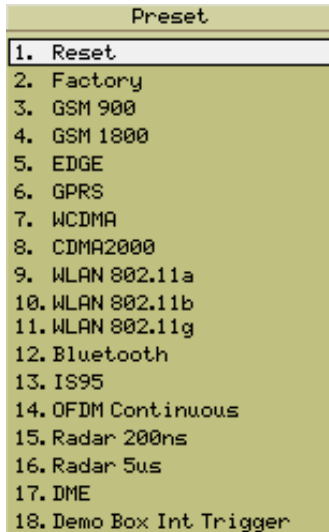 Preset
1. Reset
2. Factory
3. GSM 900
4. GSM 1800
5. EDGE
6. GPRS
7. WCDMA
8. CDMA2000
9. WLAN 802.11a
10. WLAN 802.11b
11. WLAN 802.11g
12. Bluetooth
13. IS95
14. OFDM Continuous
15. Radar 200ns
16. Radar 5us
17. DME
18. Demo Box Int Trigger